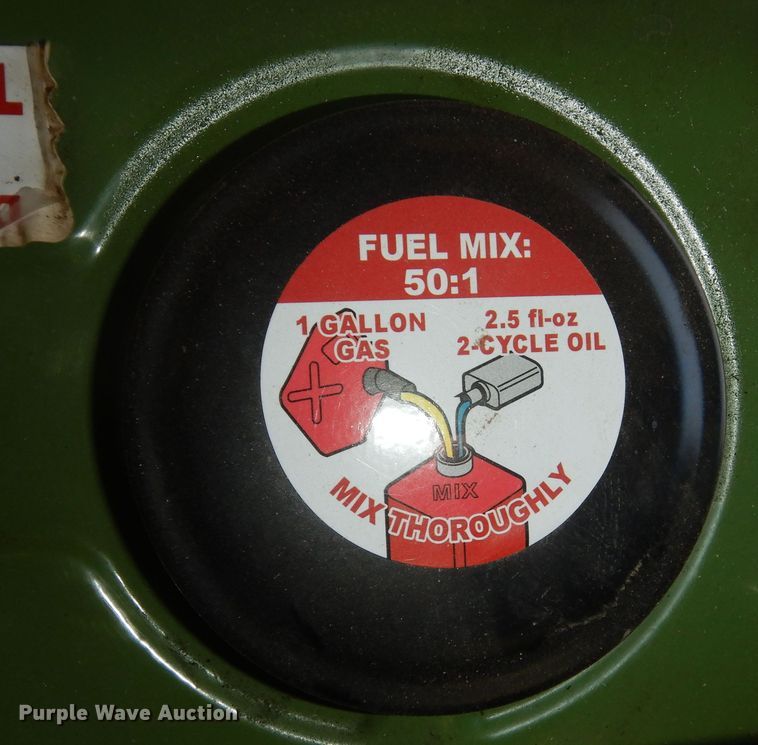 L
FUEL MIX:
50:1
1 GALLON
GAS
2.5 fl-oz
2-CYCLE OIL
MIX
MIX THOROUGHLY
Purple Wave Auction